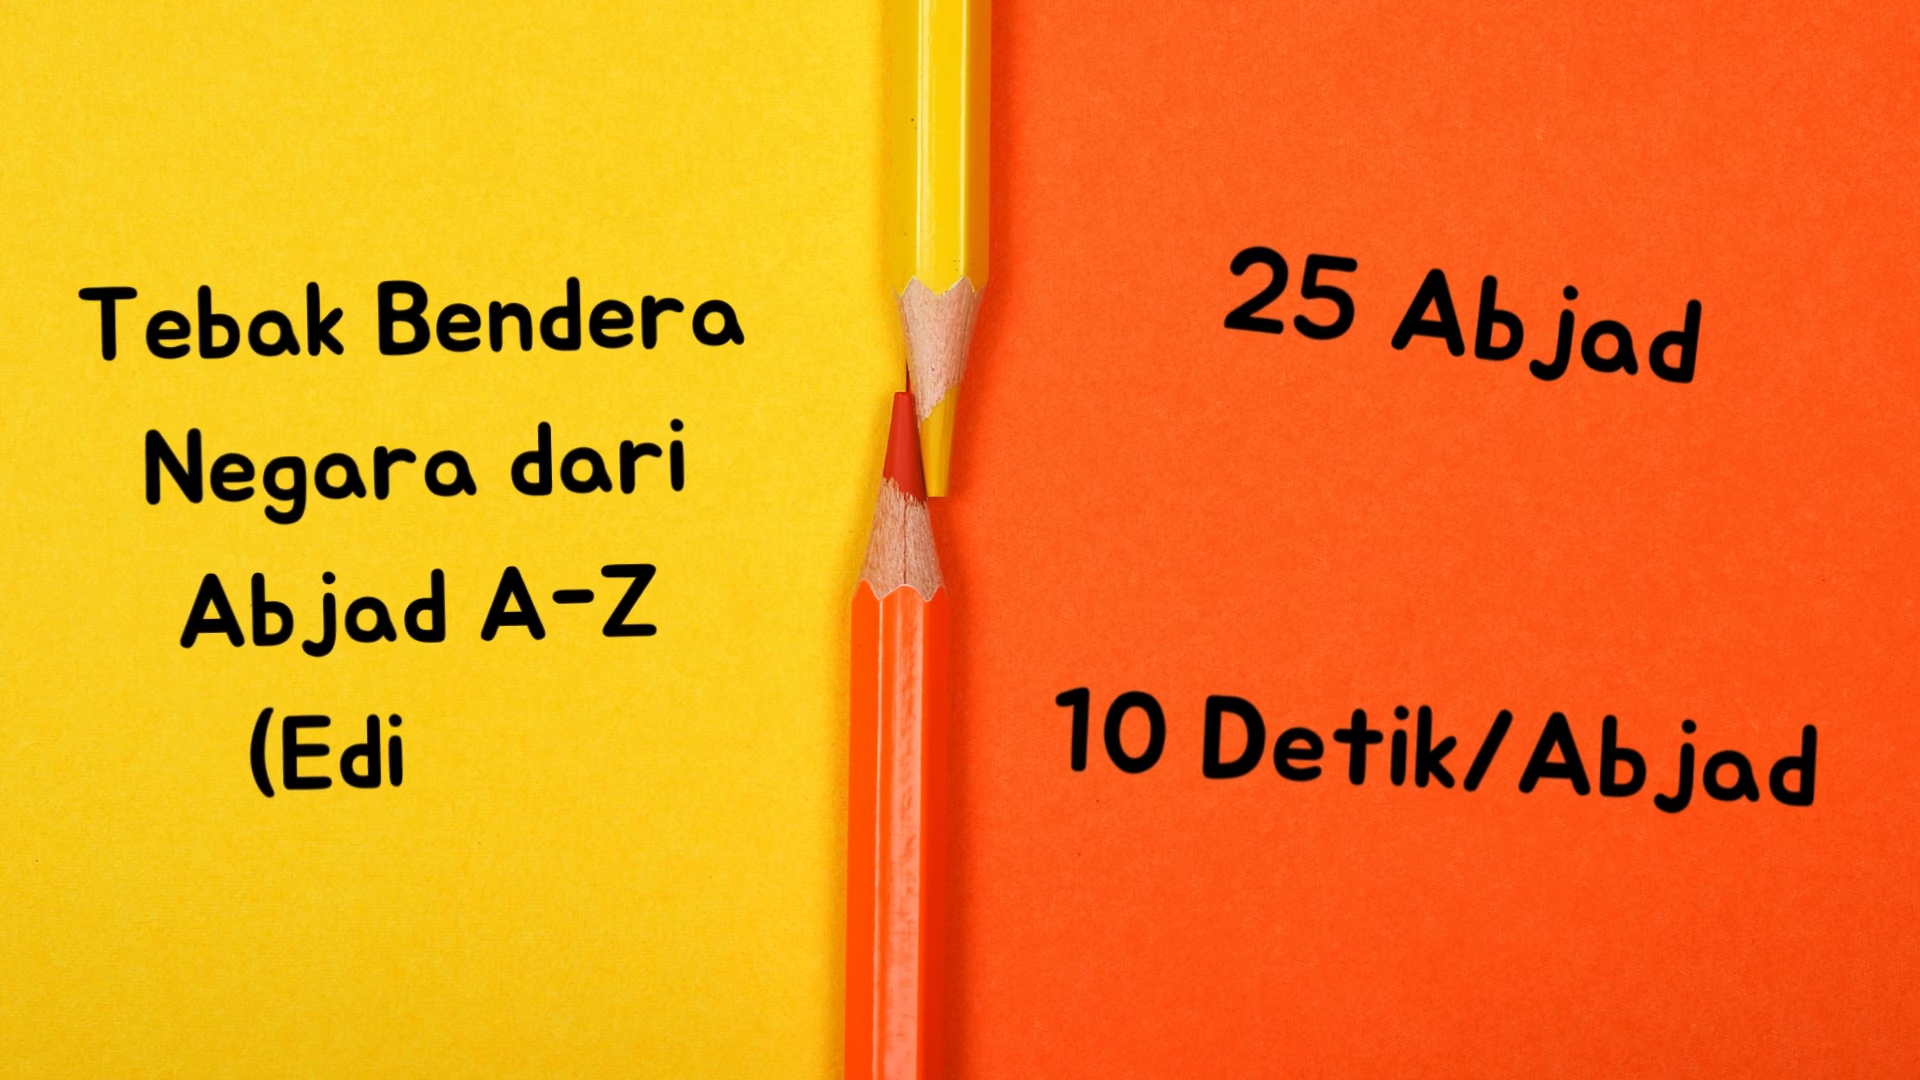 Tebak Bendera
Negara dari
Abjad A-Z
(Edi
25 Abjad
10 Detik/Abjad